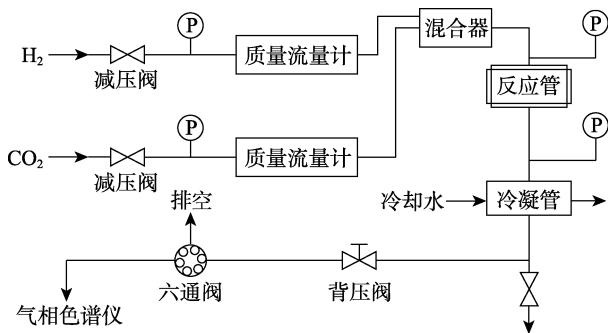 P
P
H₂
质量流量计
混合器
减压阀
反应管
P
P
CO₂
质量流量计
减压阀
排空
冷却水
冷凝管
六通阀
背压阀
气相色谱仪